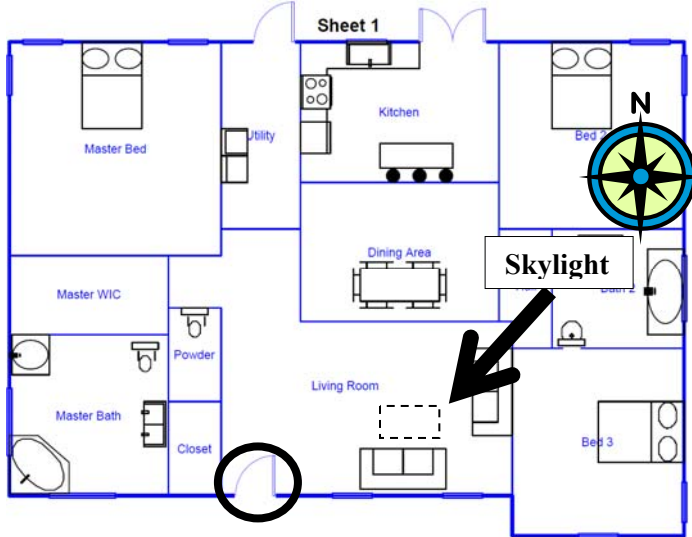 Sheet 1
N
Kitchen
Utility
Master Bed
Dining Area
Skylight
Master WIC
Powder
Living Room
Master Bath
Closet
Bed 3